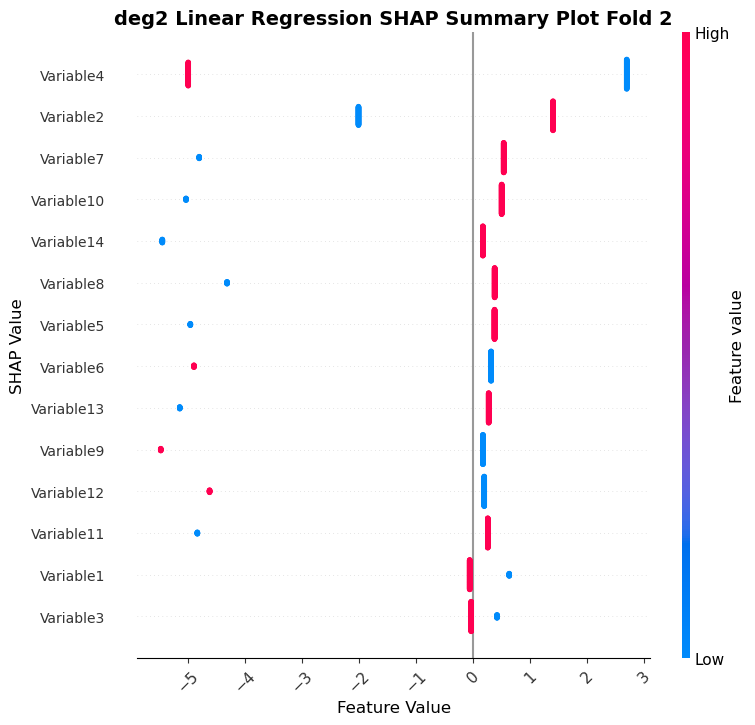 deg2 Linear Regression SHAP Summary Plot Fold 2
High
Variable4
Variable2
Variable7
Variable10
Variable14
Variable8
Variable5
Variable6
Variable13
Variable9
Variable12
Variable11
Variable1
Variable3
SHAP Value
Feature value
Low
−5
−4
−3
−2
−1
0
1
2
3
Feature Value